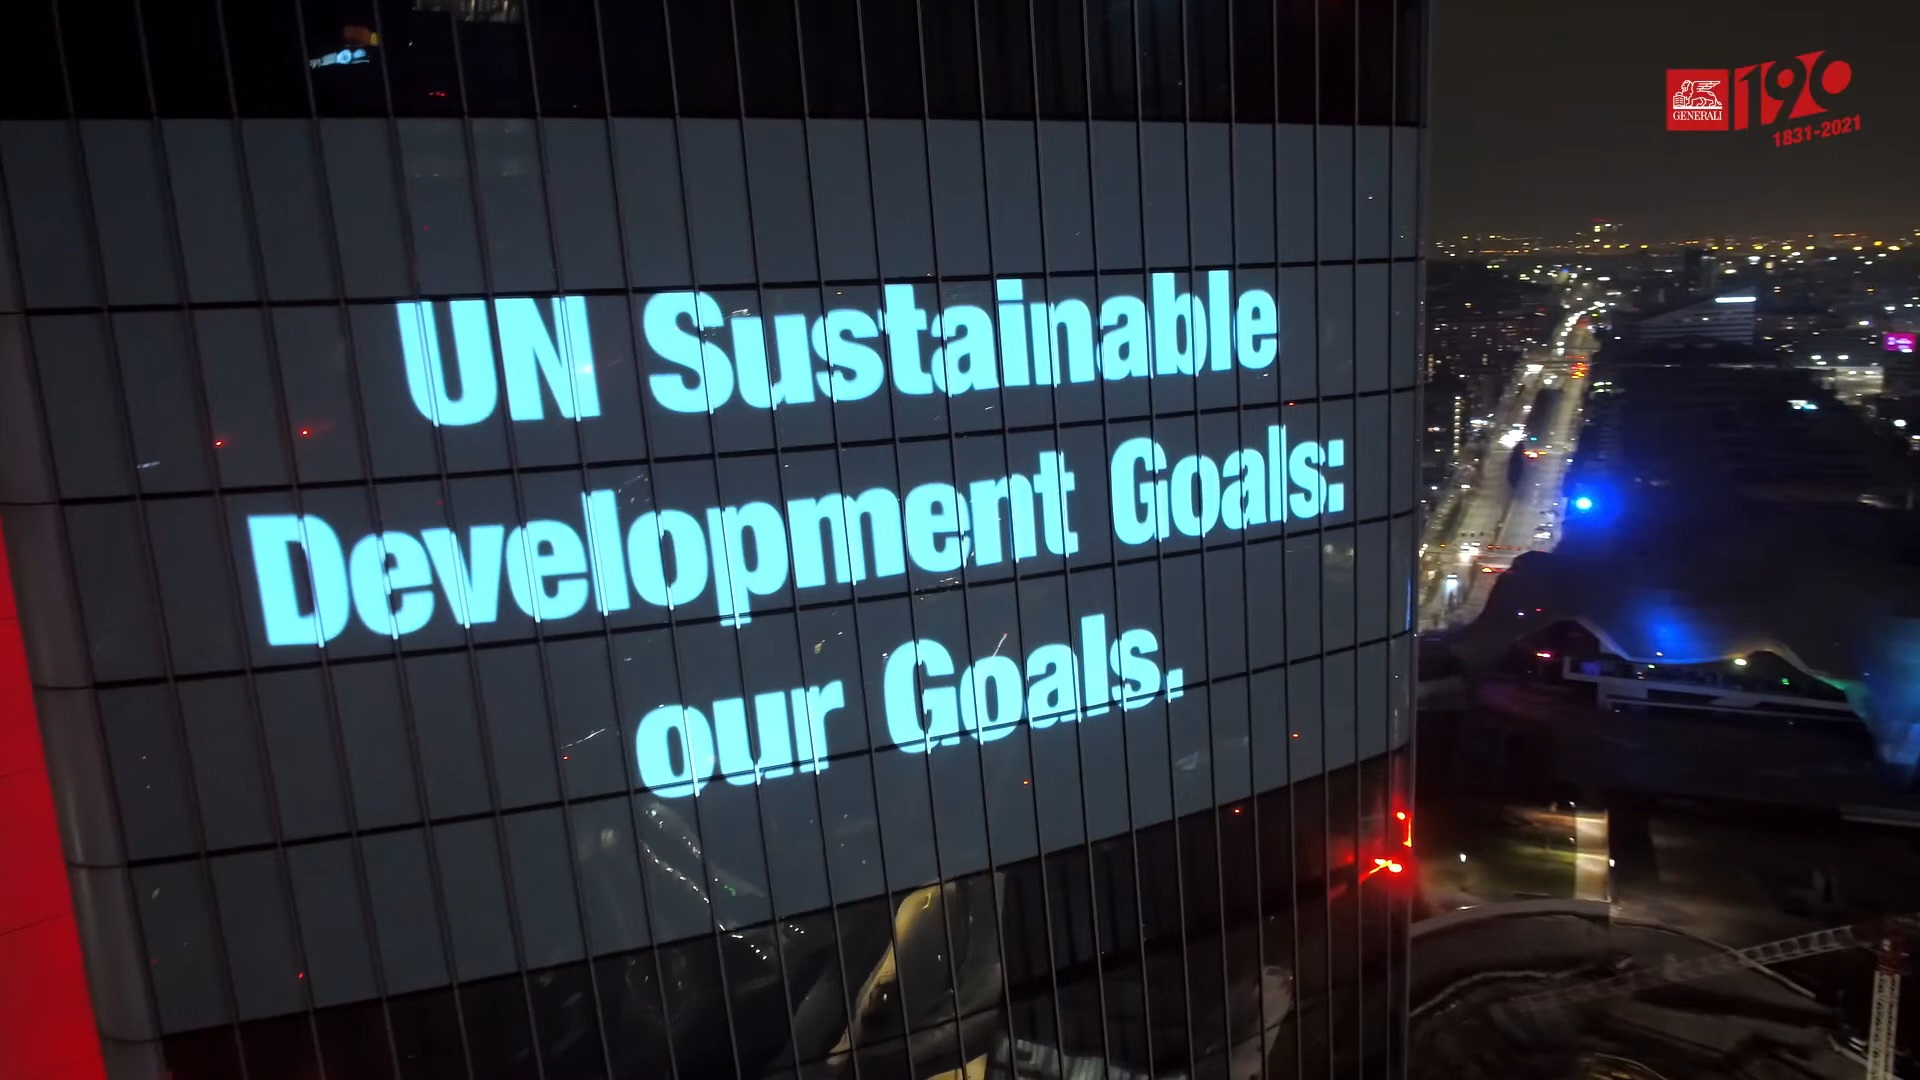 UN Sustainable
Development Goals:
our Goals.
GENERALI
190
1831-2021